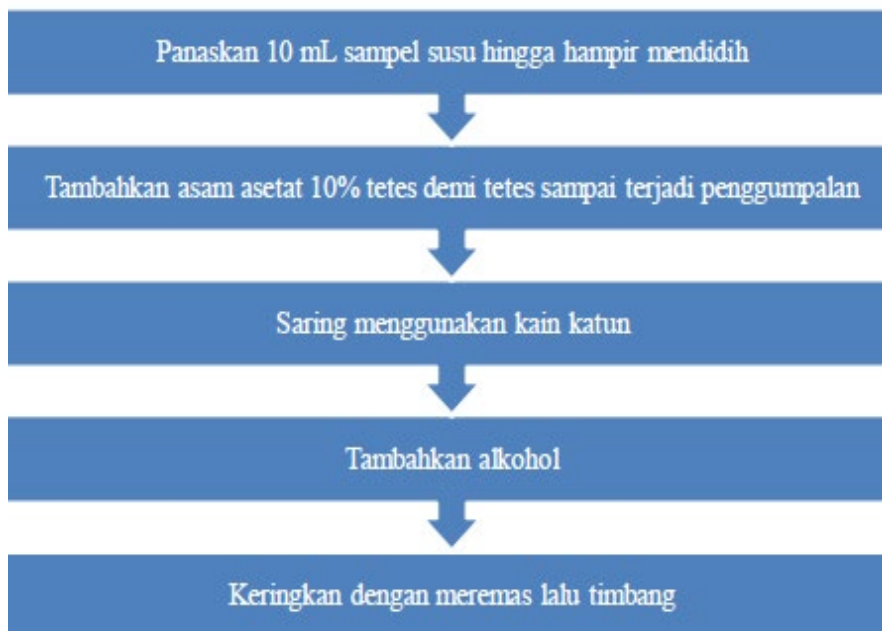 Panaskan 10 mL sampel susu hingga hampir mendidih
Tambahkan asam asetat 10% tetes demi tetes sampai terjadi penggumpalan
Saring menggunakan kain katun
Tambahkan alkohol
Keringkan dengan meremas lalu timbang